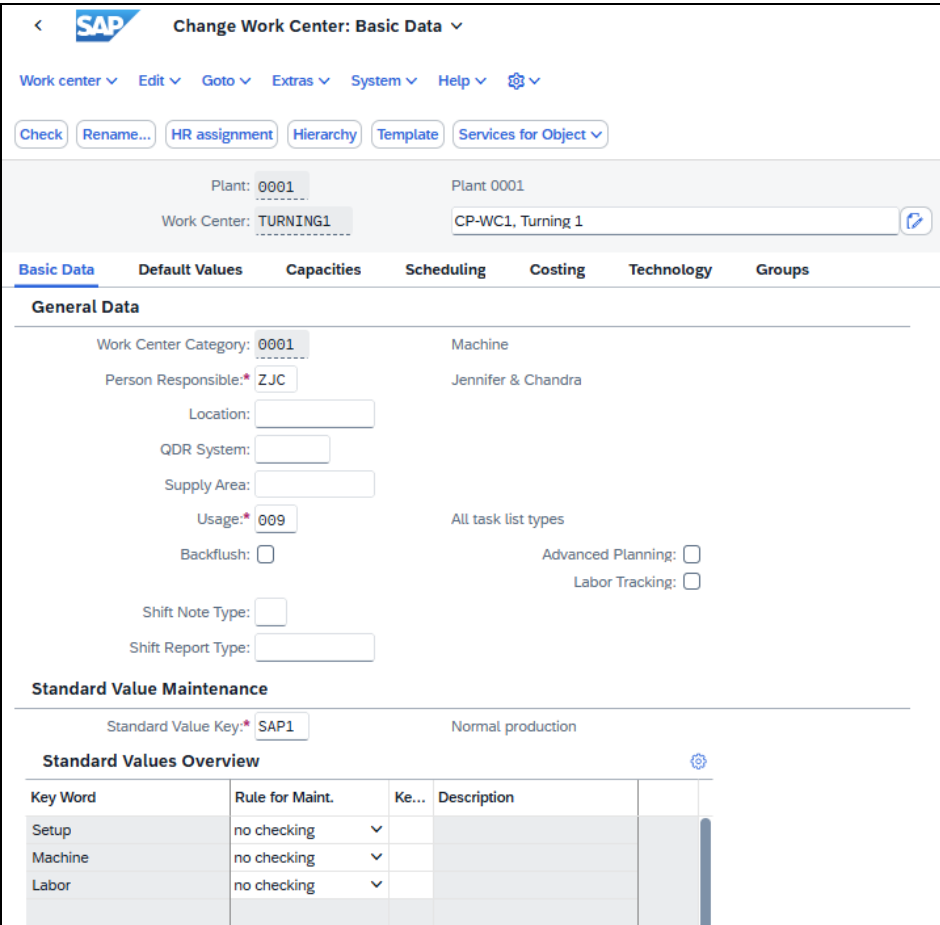 SAP Change Work Center: Basic Data
Work center Edit Goto Extras System Help
Check Rename... HR assignment Hierarchy Template Services for Object
Plant: 0001 Plant 0001
Work Center: TURNING1 CP-WC1, Turning 1
Basic Data Default Values Capacities Scheduling Costing Technology Groups
General Data
Work Center Category: 0001 Machine
Person Responsible:* ZJC Jennifer & Chandra
Location:
QDR System:
Supply Area:
Usage:* 009 All task list types
Backflush: Advanced Planning:
Labor Tracking:
Shift Note Type:
Shift Report Type:
Standard Value Maintenance
Standard Value Key:* SAP1 Normal production
Standard Values Overview
Key Word Rule for Maint. Ke... Description
Setup no checking
Machine no checking
Labor no checking